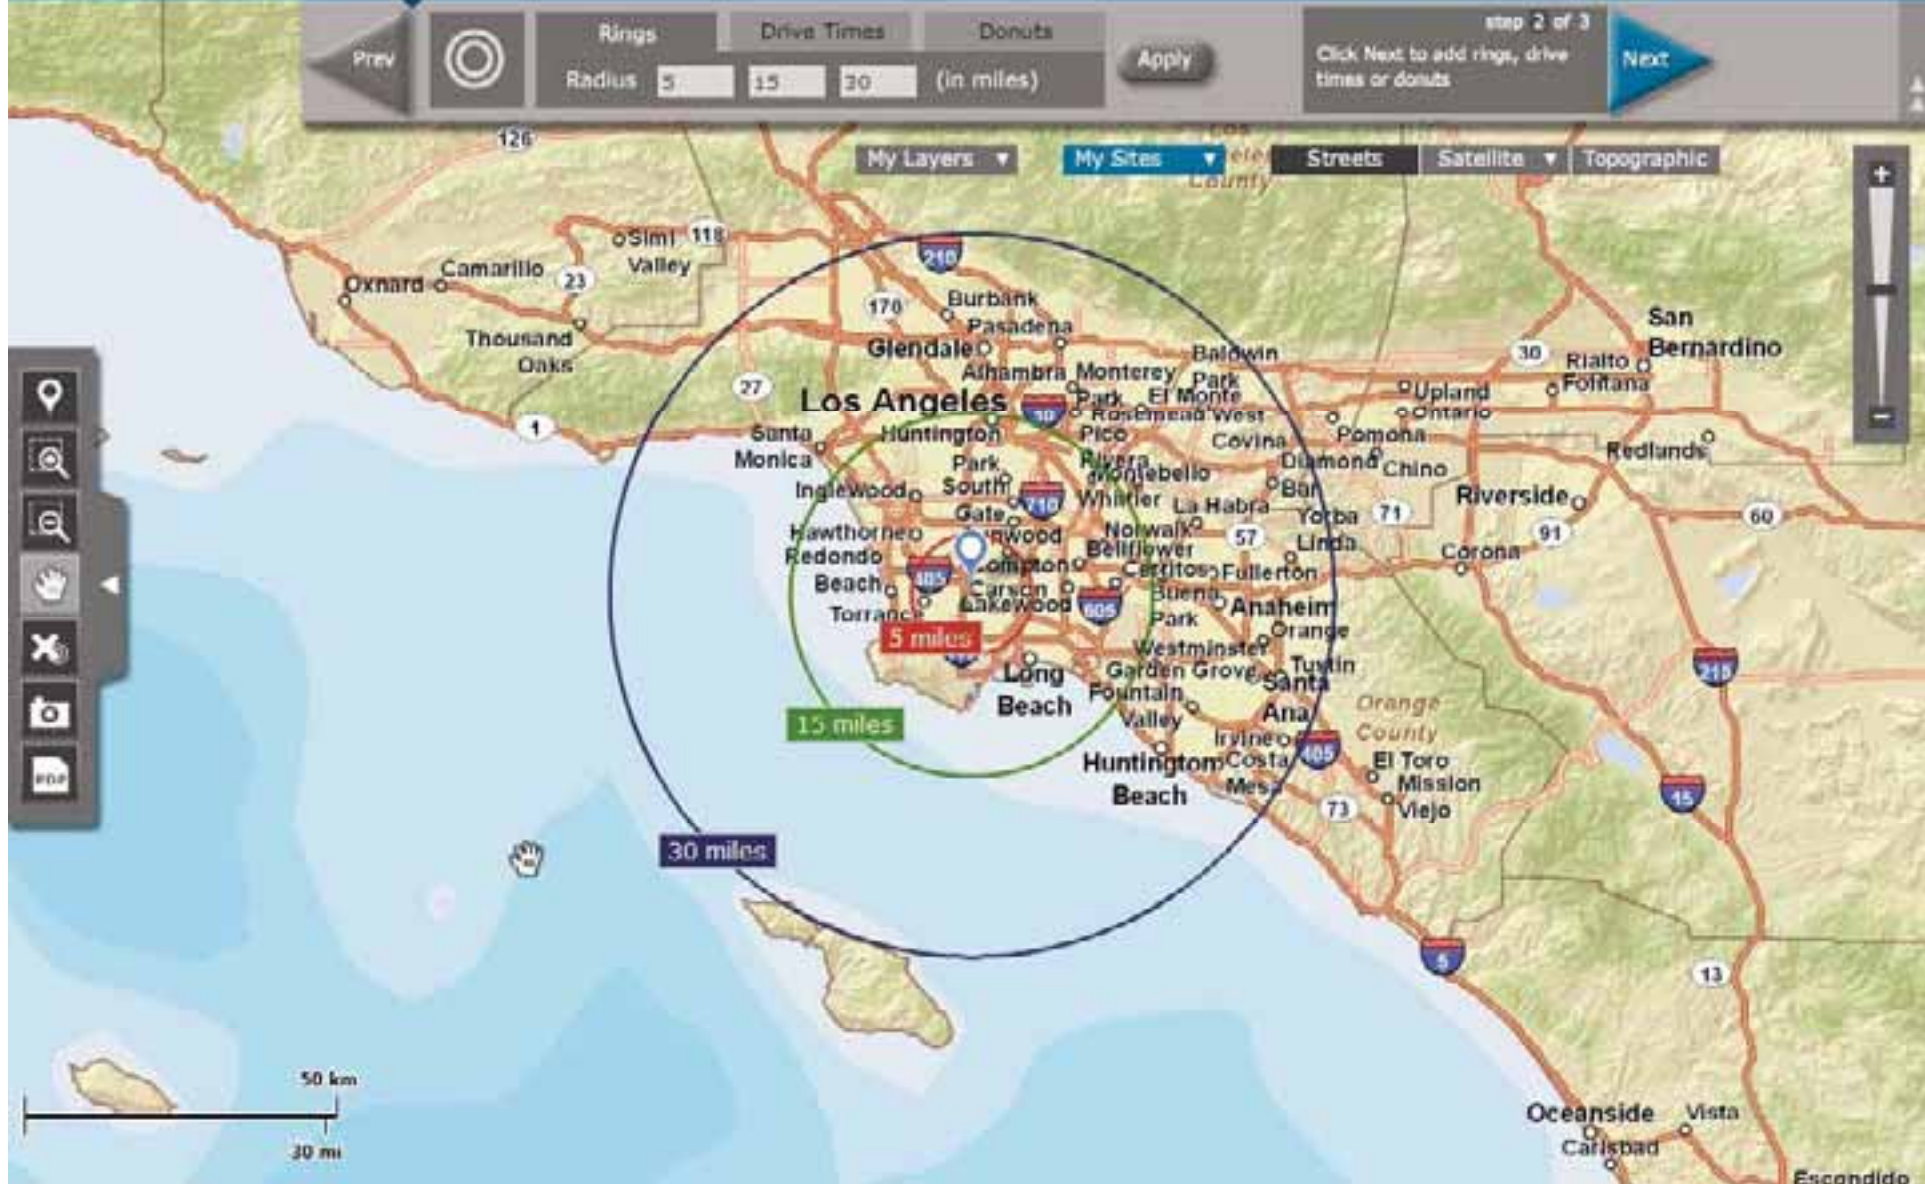 Prev
Rings
Drive Times
Donuts
Radius 5 15 30 (in miles)
Apply
step 2 of 3
Click Next to add rings, drive
times or donuts
Next
My Layers
My Sites
Streets
Satellite
Topographic
County
126
Simi
Valley
118
210
Oxnard
Camarillo
23
170
Burbank
Pasadena
San
Bernardino
Thousand
Oaks
Glendale
Baldwin
Park
30
Rialto
Fontana
27
Alhambra
Monterey
Park
El Monte
Upland
Ontario
Los Angeles
10
Rosemead
West
Covina
1
Santa
Monica
Huntington
Park
Pico
Rivera
Pomona
Redlands
Montebello
Diamond
Bar
Chino
Inglewood
South
Gate
710
Whittier
La Habra
Riverside
Yorba
Linda
71
60
Hawthorne
Lynwood
Norwalk
57
91
Redondo
Beach
Bellflower
Corona
405
Compton
Cerritos
Fullerton
Carson
Lakewood
605
Buena
Park
Anaheim
Torrance
Orange
5 miles
Westminster
Garden Grove
Tustin
215
Long
Beach
Santa
Ana
Fountain
Valley
Orange
County
15 miles
Irvine
405
Huntington
Beach
Costa
Mesa
El Toro
Mission
Viejo
15
73
30 miles
5
13
50 km
30 mi
Oceanside
Vista
Carlsbad
Escondido
PDF